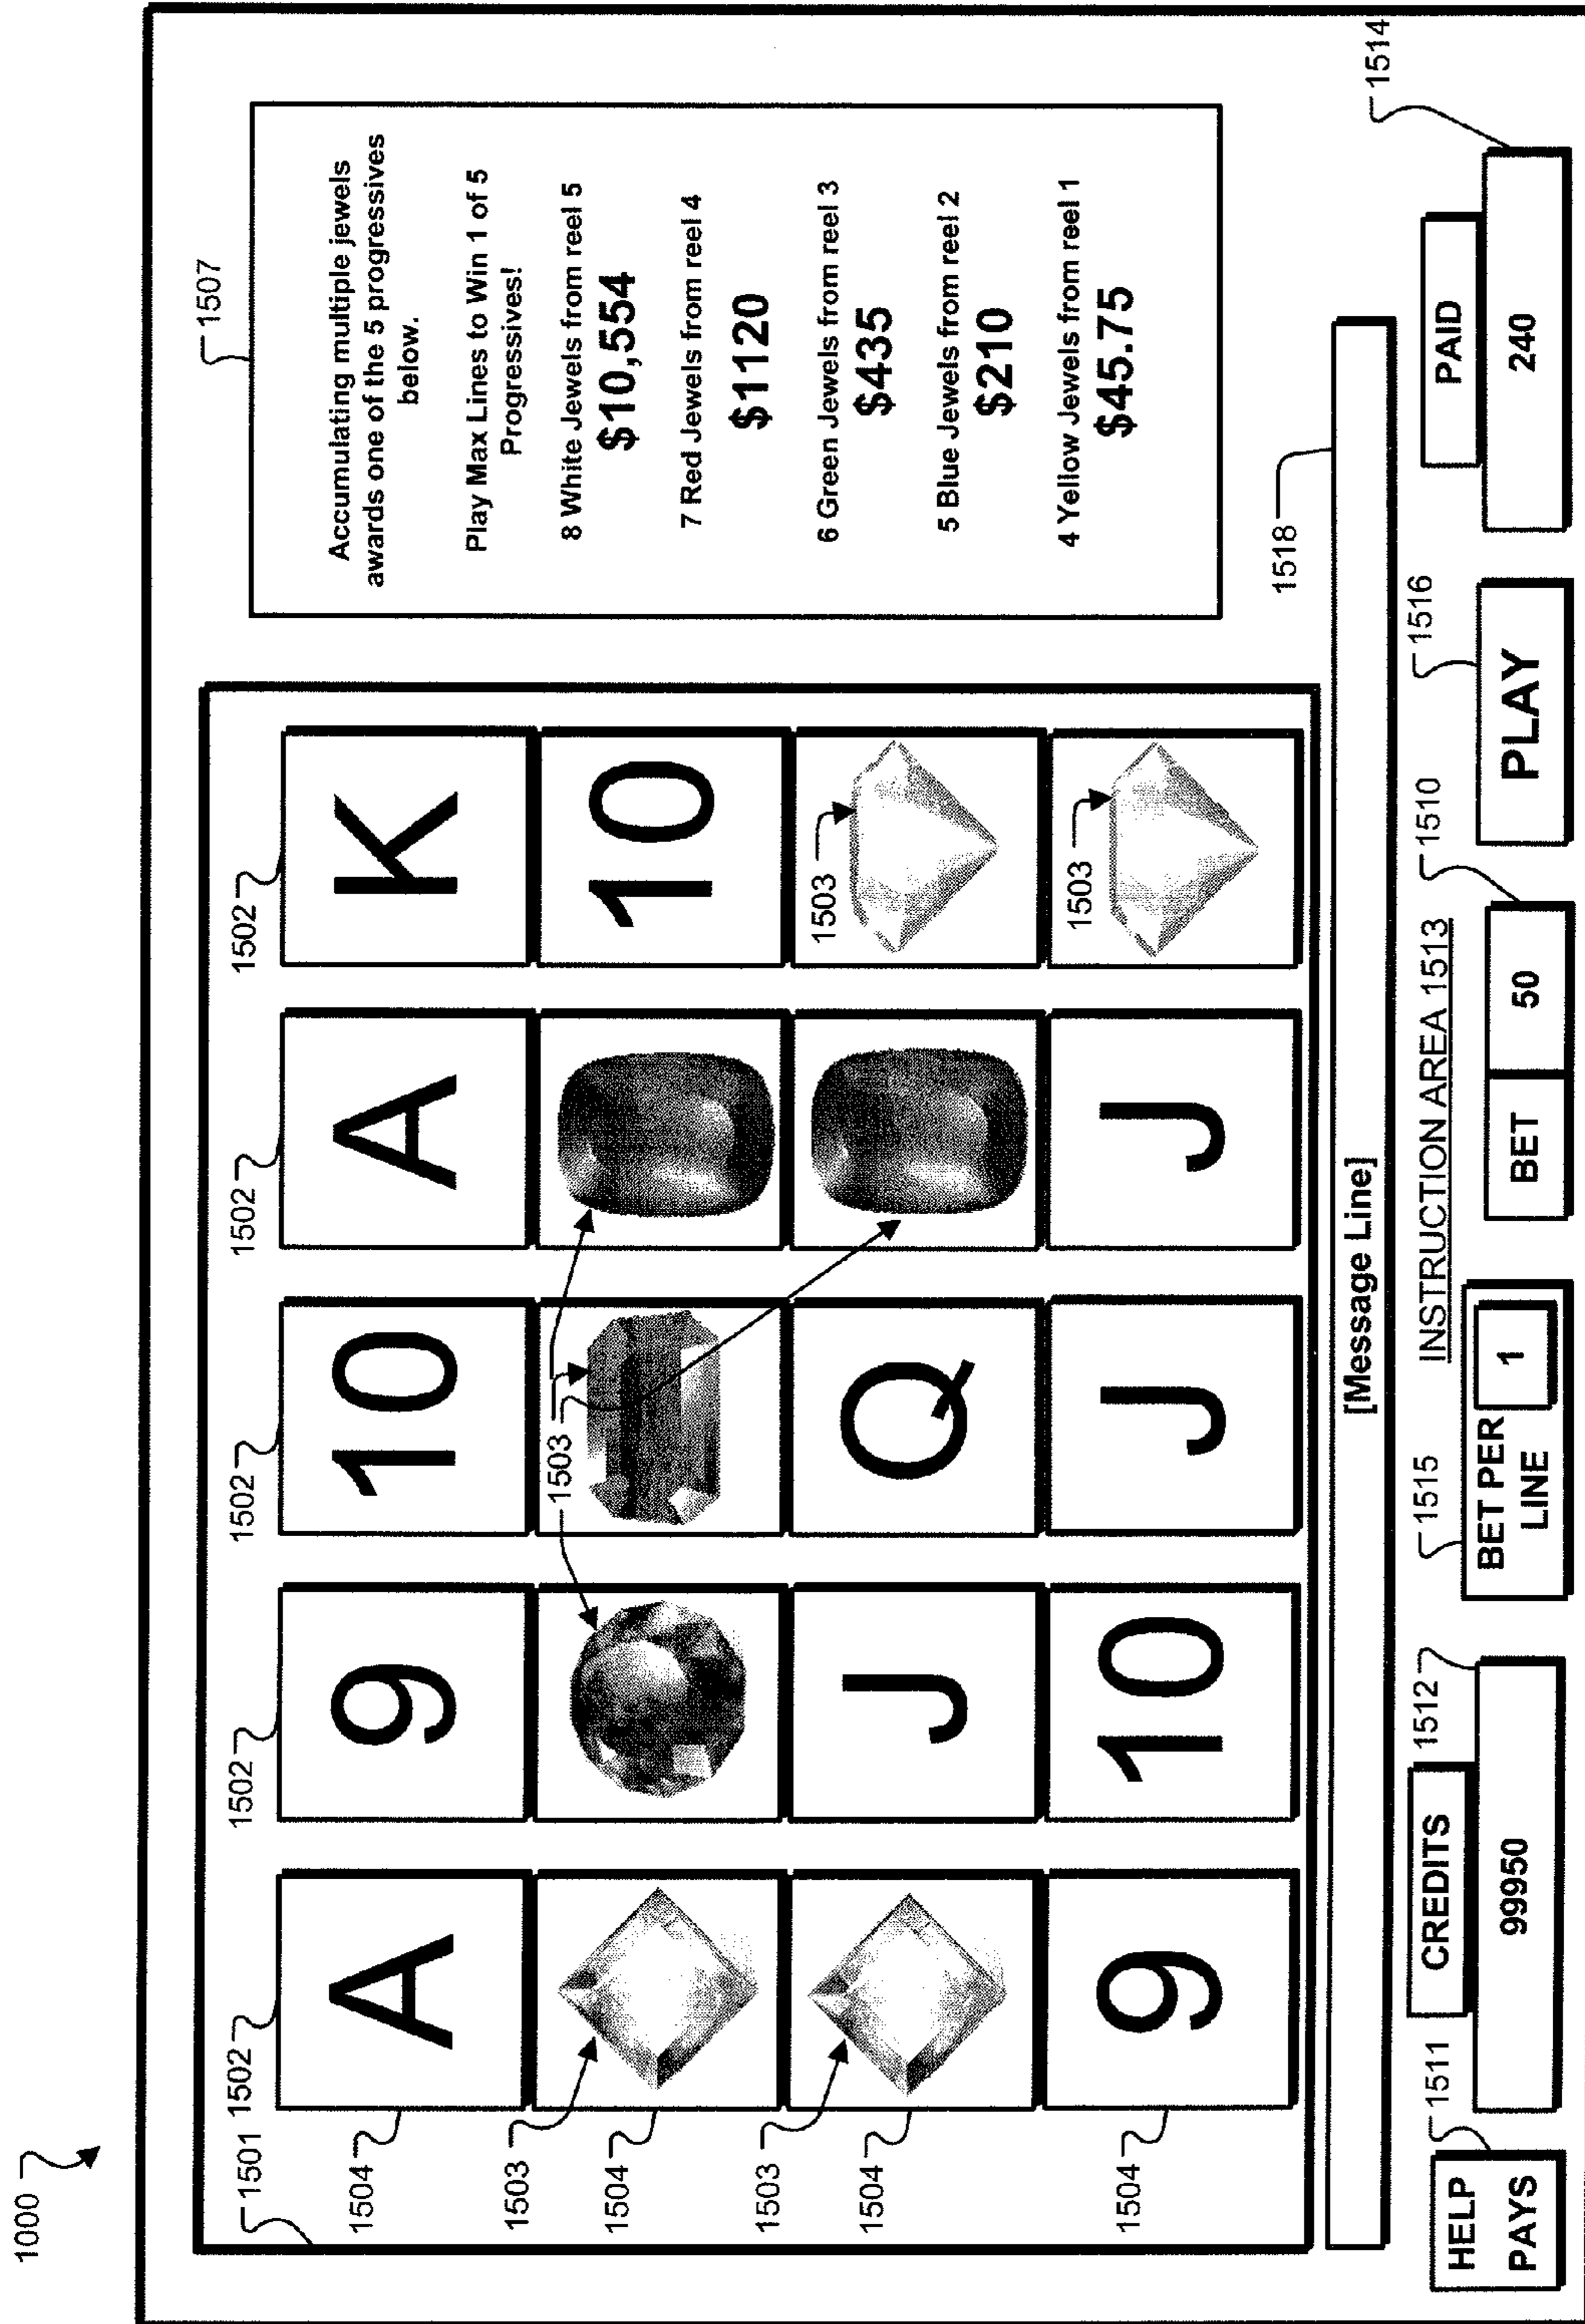 1000
1501
1502
1502
1502
1502
1502
1507
1504
A
9
10
A
K
1503
1504
1503
10
1503
1504
J
Q
1503
1504
9
10
J
J
1503
Accumulating multiple jewels
awards one of the 5 progressives
below.
Play Max Lines to Win 1 of 5
Progressives!
8 White Jewels from reel 5
$10,554
7 Red Jewels from reel 4
$1120
6 Green Jewels from reel 3
$435
5 Blue Jewels from reel 2
$210
4 Yellow Jewels from reel 1
$45.75
1518
[Message Line]
1511
1512
1515
INSTRUCTION AREA 1513
1510
1516
1514
HELP
PAYS
CREDITS
99950
BET PER
LINE
1
BET
50
PLAY
PAID
240